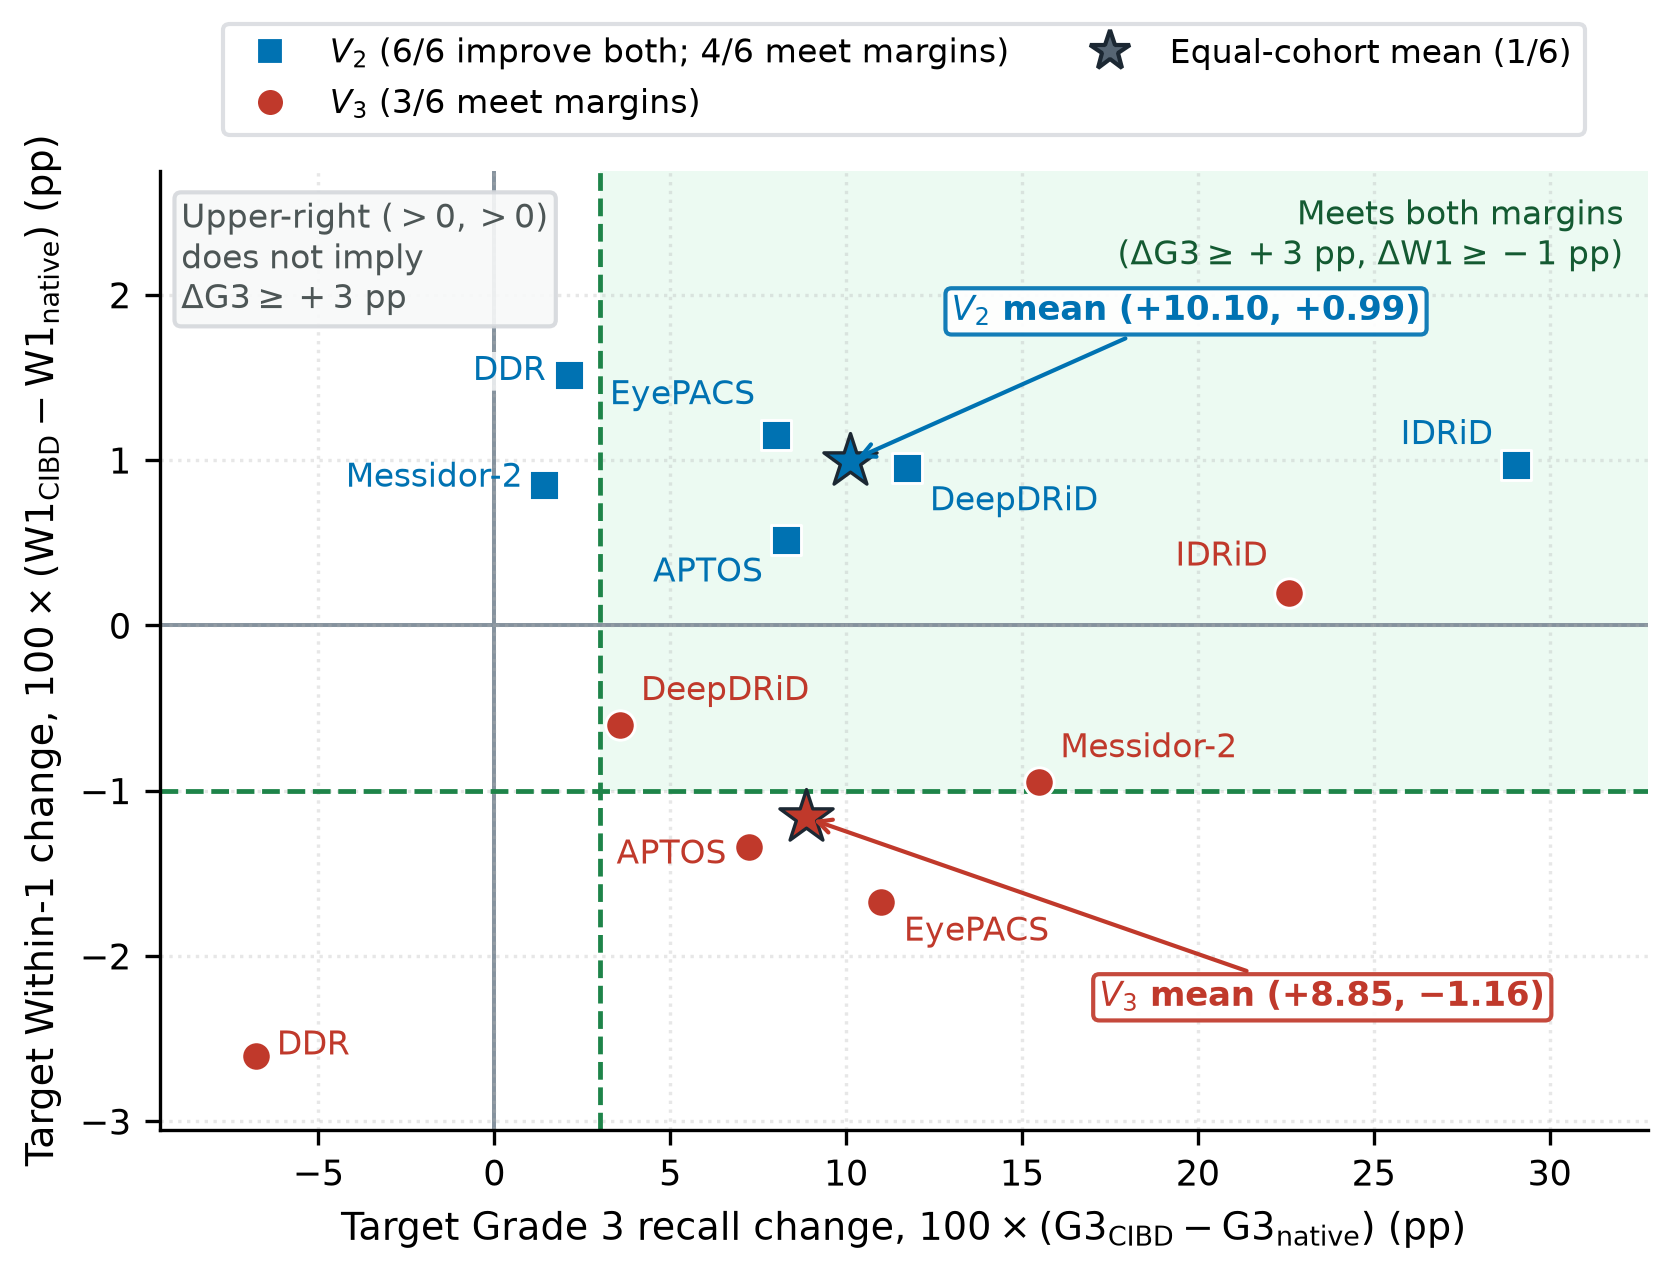 V₂ (6/6 improve both; 4/6 meet margins)
V₃ (3/6 meet margins)
Equal-cohort mean (1/6)
Target Within-1 change, 100 × (W1CIBD − W1native) (pp)
Upper-right (>0, >0)
does not imply
ΔG3 ≥ +3 pp
Meets both margins
(ΔG3 ≥ +3 pp, ΔW1 ≥ −1 pp)
V₂ mean (+10.10, +0.99)
DDR
EyePACS
IDRiD
Messidor-2
DeepDRiD
APTOS
IDRiD
DeepDRiD
Messidor-2
APTOS
EyePACS
V₃ mean (+8.85, −1.16)
DDR
2
1
0
−1
−2
−3
−5
0
5
10
15
20
25
30
Target Grade 3 recall change, 100 × (G3CIBD − G3native) (pp)